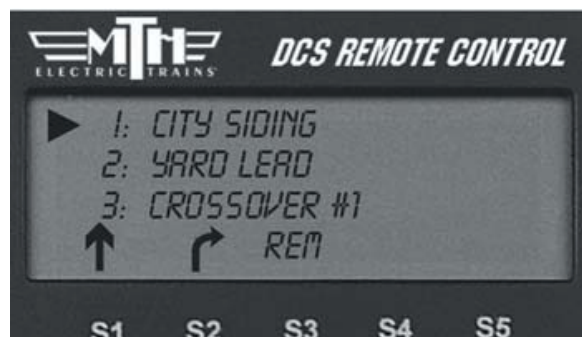 MTH
ELECTRIC TRAINS
DCS REMOTE CONTROL
1: CITY SIDING
2: YARD LEAD
3: CROSSOVER #1
REM
S1 S2 S3 S4 S5